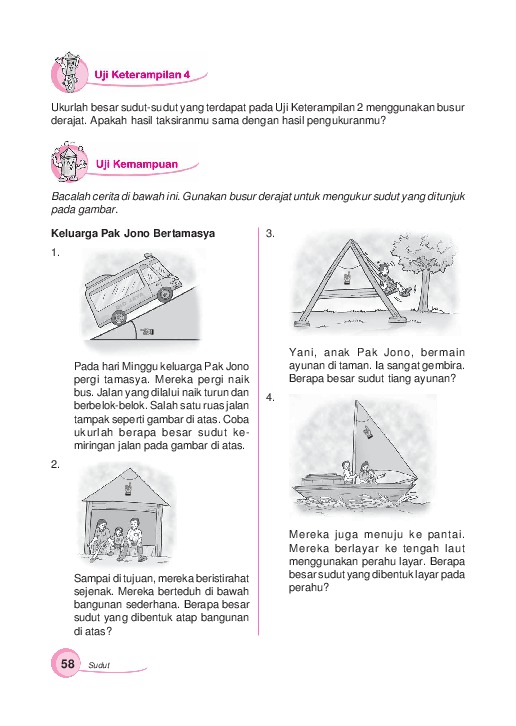 Uji Keterampilan 4
Ukurlah besar sudut-sudut yang terdapat pada Uji Keterampilan 2 menggunakan busur
derajat. Apakah hasil taksiranmu sama dengan hasil pengukuranmu?
Uji Kemampuan
Bacalah cerita di bawah ini. Gunakan busur derajat untuk mengukur sudut yang ditunjuk
pada gambar.
Keluarga Pak Jono Bertamasya
1.
Pada hari Minggu keluarga Pak Jono
pergi tamasya. Mereka pergi naik
bus. Jalan yang dilalui naik turun dan
berbelok-belok. Salah satu ruas jalan
tampak seperti gambar di atas. Coba
ukurlah berapa besar sudut ke-
miringan jalan pada gambar di atas.
2.
Sampai di tujuan, mereka beristirahat
sejenak. Mereka berteduh di bawah
bangunan sederhana. Berapa besar
sudut yang dibentuk atap bangunan
di atas?
3.
Yani, anak Pak Jono, bermain
ayunan di taman. Ia sangat gembira.
Berapa besar sudut tiang ayunan?
4.
Mereka juga menuju ke pantai.
Mereka berlayar ke tengah laut
menggunakan perahu layar. Berapa
besar sudut yang dibentuk layar pada
perahu?
58 Sudut